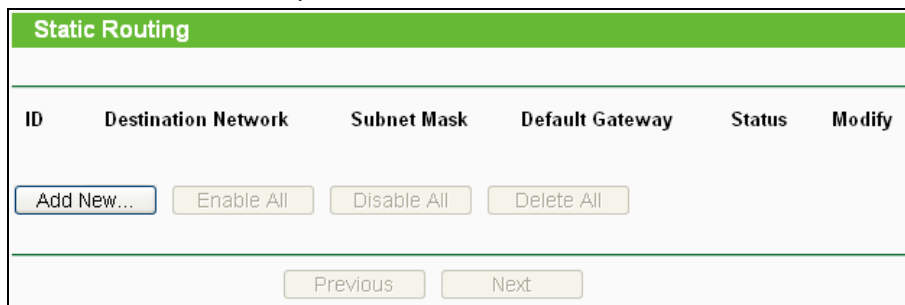 Static Routing
ID Destination Network Subnet Mask Default Gateway Status Modify
Add New... Enable All Disable All Delete All
Previous Next